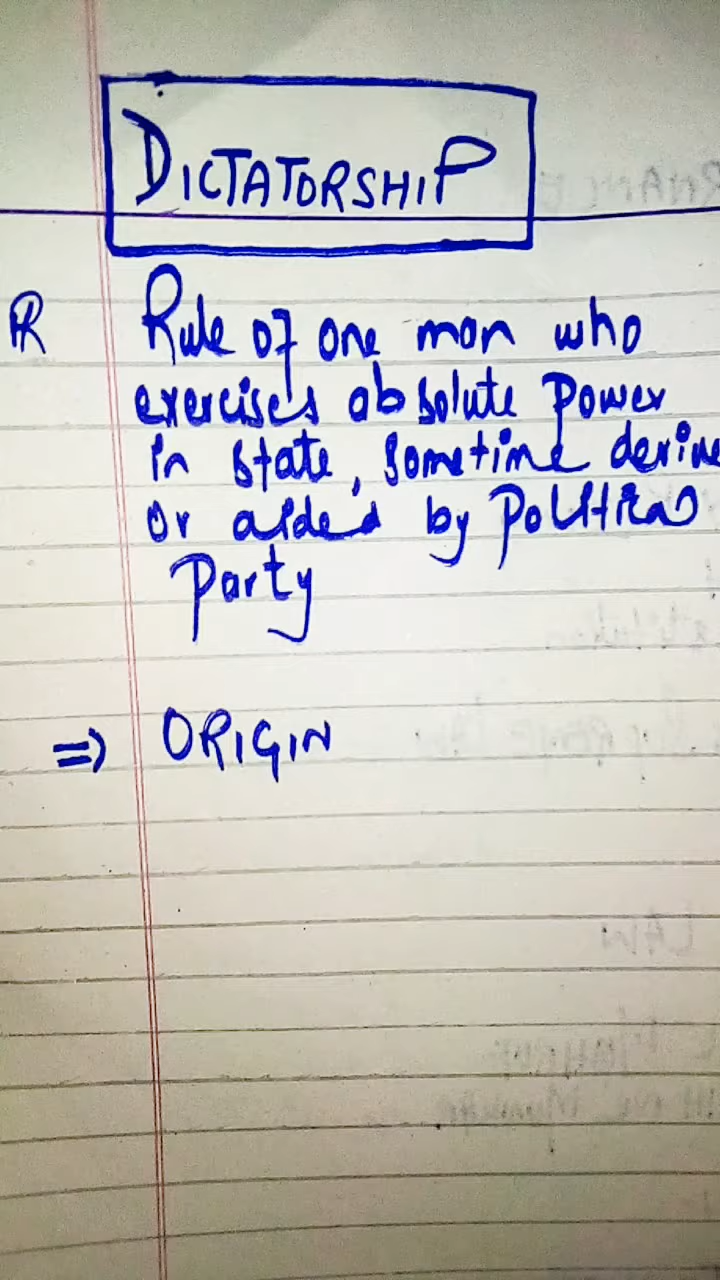 DICTATORSHIP
R Rule of one man who
exercises absolute Power
in state, sometime derive
or aided by Political
Party
=> ORIGIN
LAW